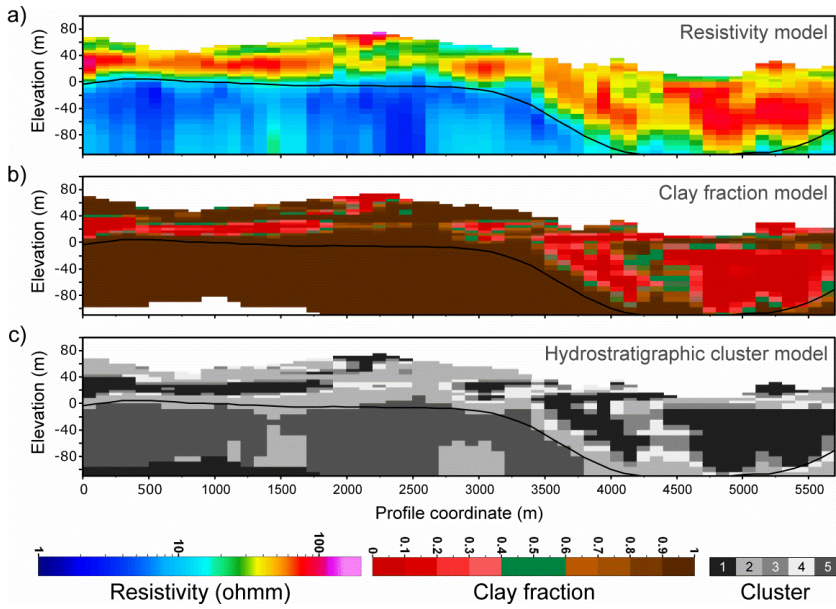 a)
Resistivity model
Elevation (m)
80
40
0
-40
-80
b)
Clay fraction model
Elevation (m)
80
40
0
-40
-80
c)
Hydrostratigraphic cluster model
Elevation (m)
80
40
0
-40
-80
0 500 1000 1500 2000 2500 3000 3500 4000 4500 5000 5500
Profile coordinate (m)
1 10 100
0 0.1 0.2 0.3 0.4 0.5 0.6 0.7 0.8 0.9 1
1 2 3 4 5
Resistivity (ohmm) Clay fraction Cluster